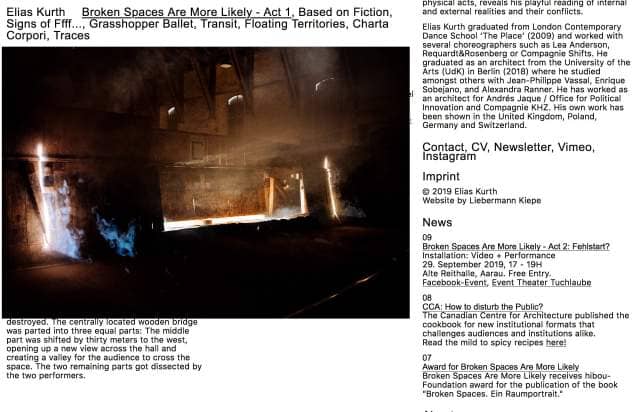 Elias Kurth Broken Spaces Are More Likely - Act 1, Based on Fiction,
Signs of Ffff..., Grasshopper Ballet, Transit, Floating Territories, Charta
Corpori, Traces
destroyed. The centrally located wooden bridge
was parted into three equal parts: The middle
part was shifted by thirty meters to the west,
opening up a new view across the hall and
creating a valley for the audience to cross the
space. The two remaining parts got dissected by
the two performers.
physical acts, reveals his playful reading of internal
and external realities and their conflicts.
Elias Kurth graduated from London Contemporary
Dance School 'The Place' (2009) and worked with
several choreographers such as Lea Anderson,
Requardt&Rosenberg or Compagnie Shifts. He
graduated as an architect from the University of the
Arts (UdK) in Berlin (2018) where he studied
amongst others with Jean-Philippe Vassal, Enrique
Sobejano, and Alexandra Ranner. He has worked as
an architect for Andrés Jaque / Office for Political
Innovation and Compagnie KHZ. His own work has
been shown in the United Kingdom, Poland,
Germany and Switzerland.
Contact, CV, Newsletter, Vimeo,
Instagram
Imprint
© 2019 Elias Kurth
Website by Liebermann Kiepe
News
09
Broken Spaces Are More Likely - Act 2: Fehlstart?
Installation: Video + Performance
29. September 2019, 17 - 19H
Alte Reithalle, Aarau. Free Entry.
Facebook-Event, Event Theater Tuchlaube
08
CCA: How to disturb the Public?
The Canadian Centre for Architecture published the
cookbook for new institutional formats that
challenges audiences and institutions alike.
Read the mild to spicy recipes here!
07
Award for Broken Spaces Are More Likely
Broken Spaces Are More Likely receives hibou-
Foundation award for the publication of the book
"Broken Spaces. Ein Raumportrait."